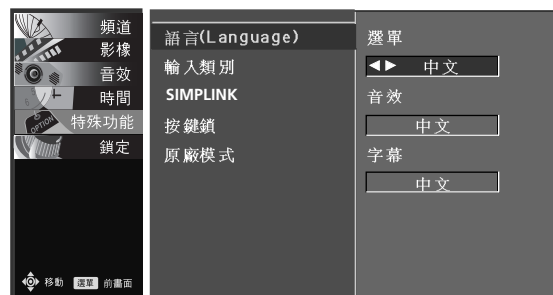 頻道
影像
音效
時間
OPTION
特殊功能
鎖定
移動 選單 前畫面
語言(Language)
輸入類別
SIMPLINK
按鍵鎖
原廠模式
選單
中文
音效
中文
字幕
中文